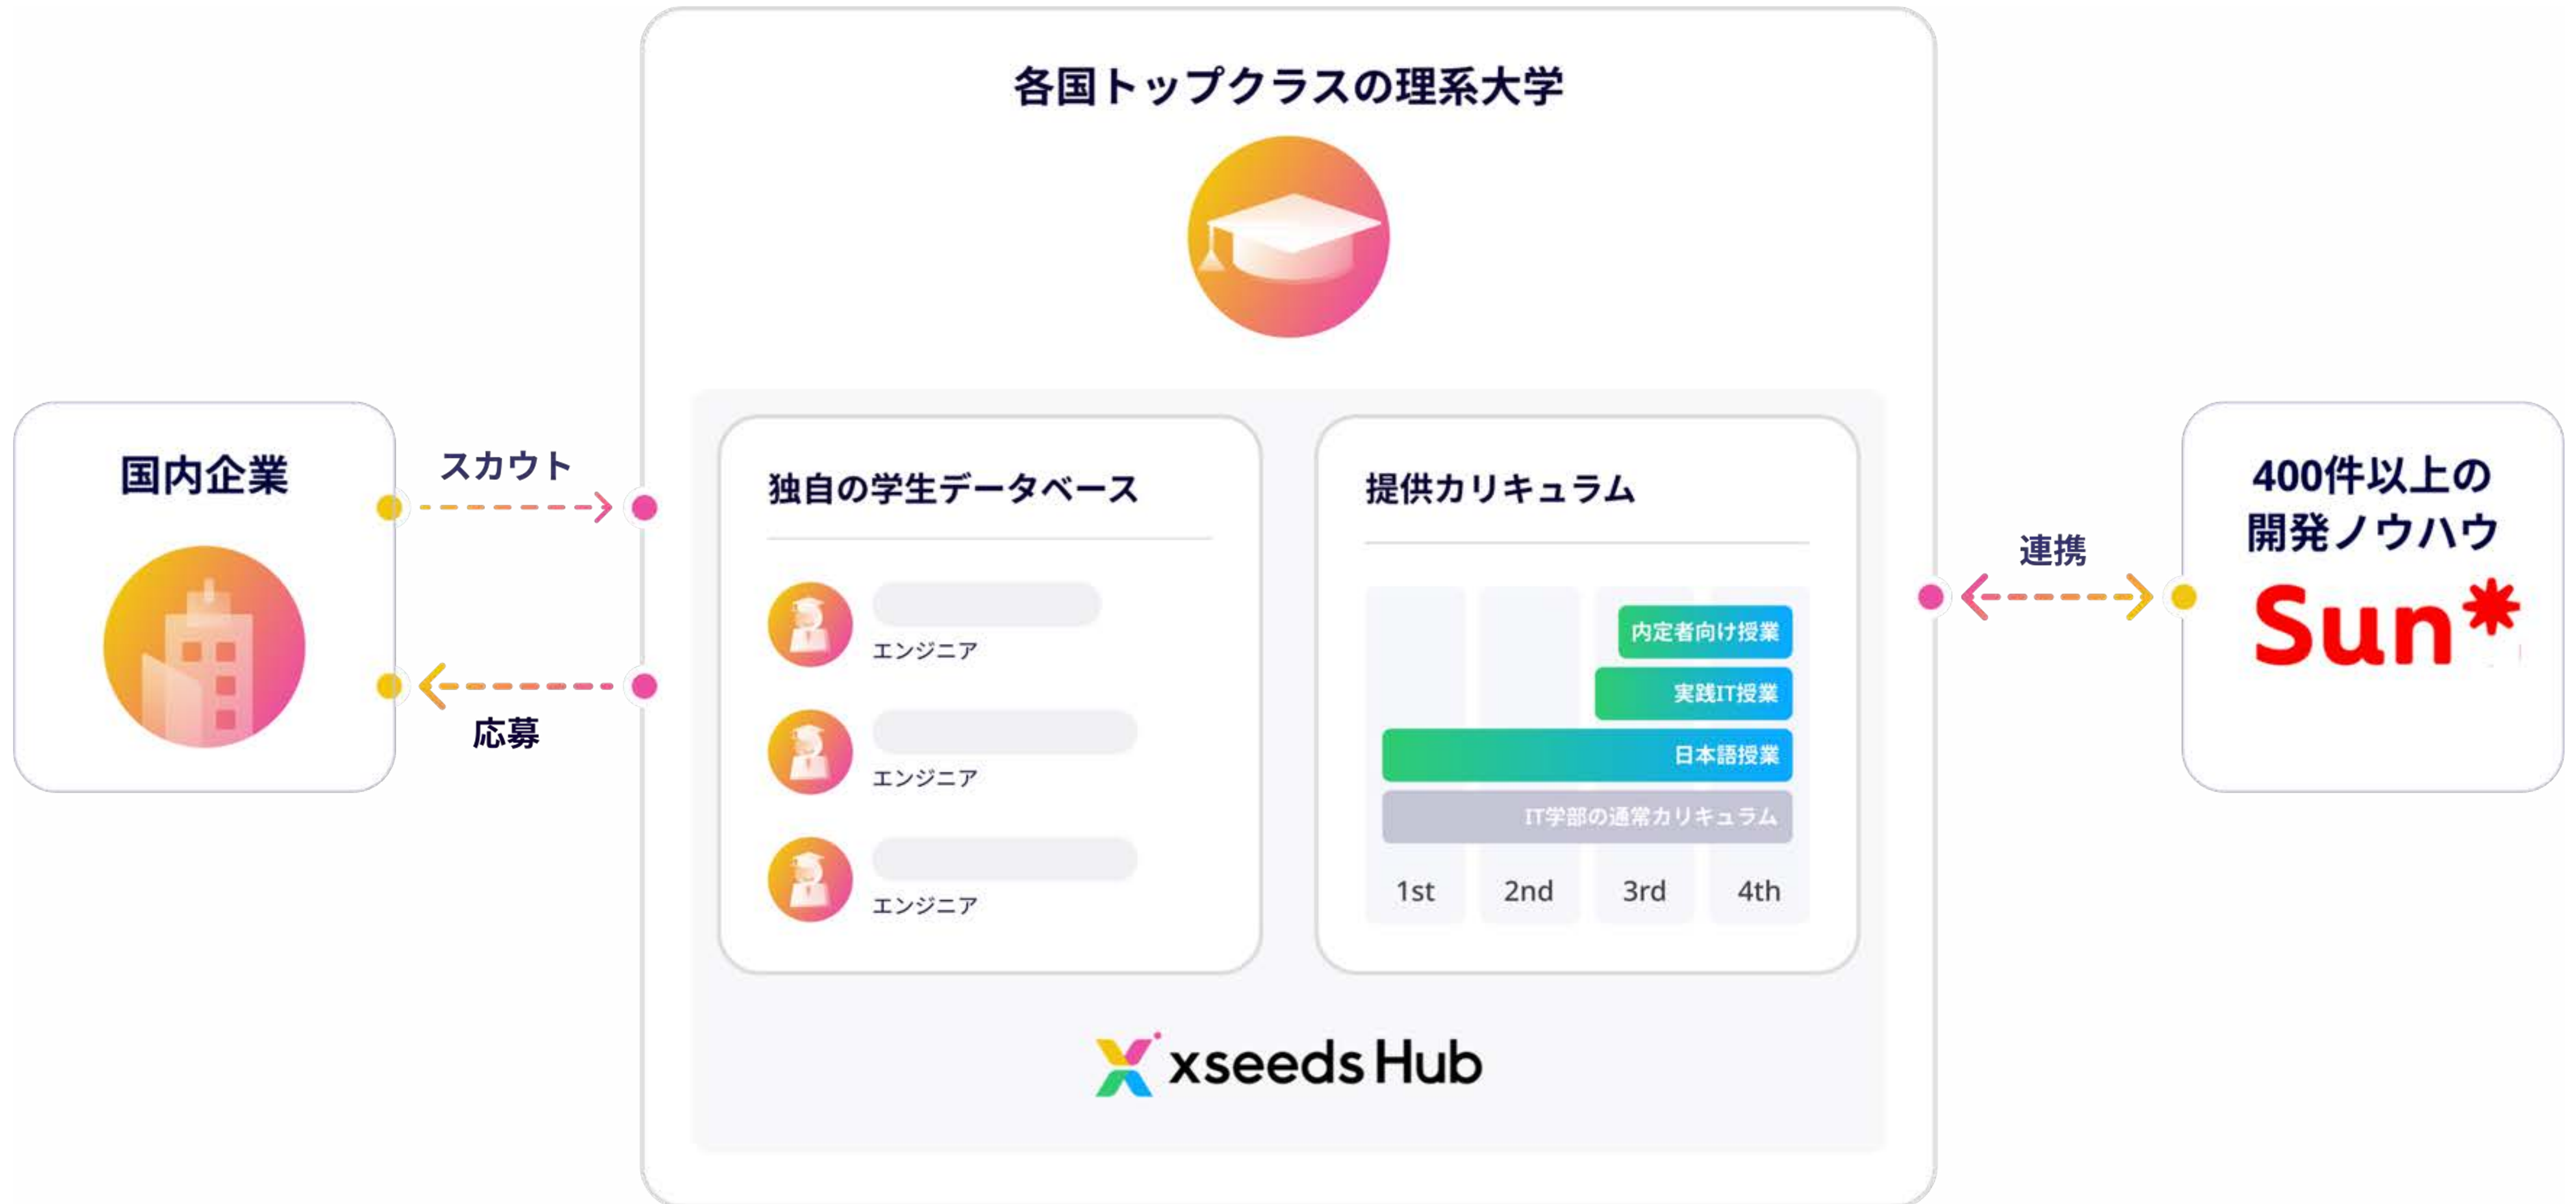 各国トップクラスの理系大学
国内企業
スカウト
応募
独自の学生データベース
エンジニア
エンジニア
エンジニア
提供カリキュラム
内定者向け授業
実践IT授業
日本語授業
IT学部の通常カリキュラム
1st 2nd 3rd 4th
xseeds Hub
連携
400件以上の
開発ノウハウ
Sun*